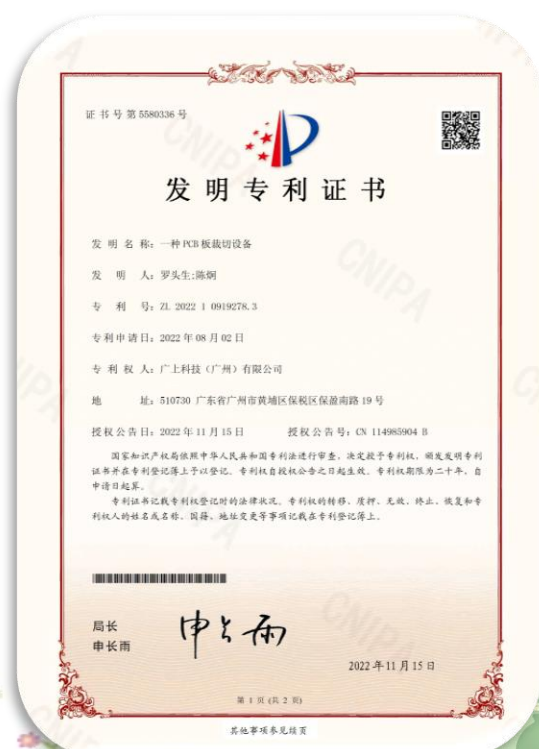 证书号第5580336号
发明专利证书
发明名称：一种PCB板裁切设备
发明人：罗头生;陈炯
专利号：ZL 2022 1 0919278.3
专利申请日：2022年08月02日
专利权人：广上科技（广州）有限公司
地址：510730 广东省广州市黄埔区保税区保盈南路19号
授权公告日：2022年11月15日 授权公告号：CN 114985904 B
国家知识产权局依照中华人民共和国专利法进行审查，决定授予专利权，颁发发明专利
证书并在专利登记簿上予以登记。专利权自授权公告之日起生效。专利权期限为二十年，自
申请日起算。
专利证书记载专利权登记时的法律状况。专利权的转移、质押、无效、终止、恢复和专
利权人的姓名或名称、国籍、地址变更等事项记载在专利登记簿上。
局长
申长雨
申长雨
2022年11月15日
第 1 页 (共 2 页)
其他事项参见续页
CNIPA
CNIPA
CNIPA
CNIPA